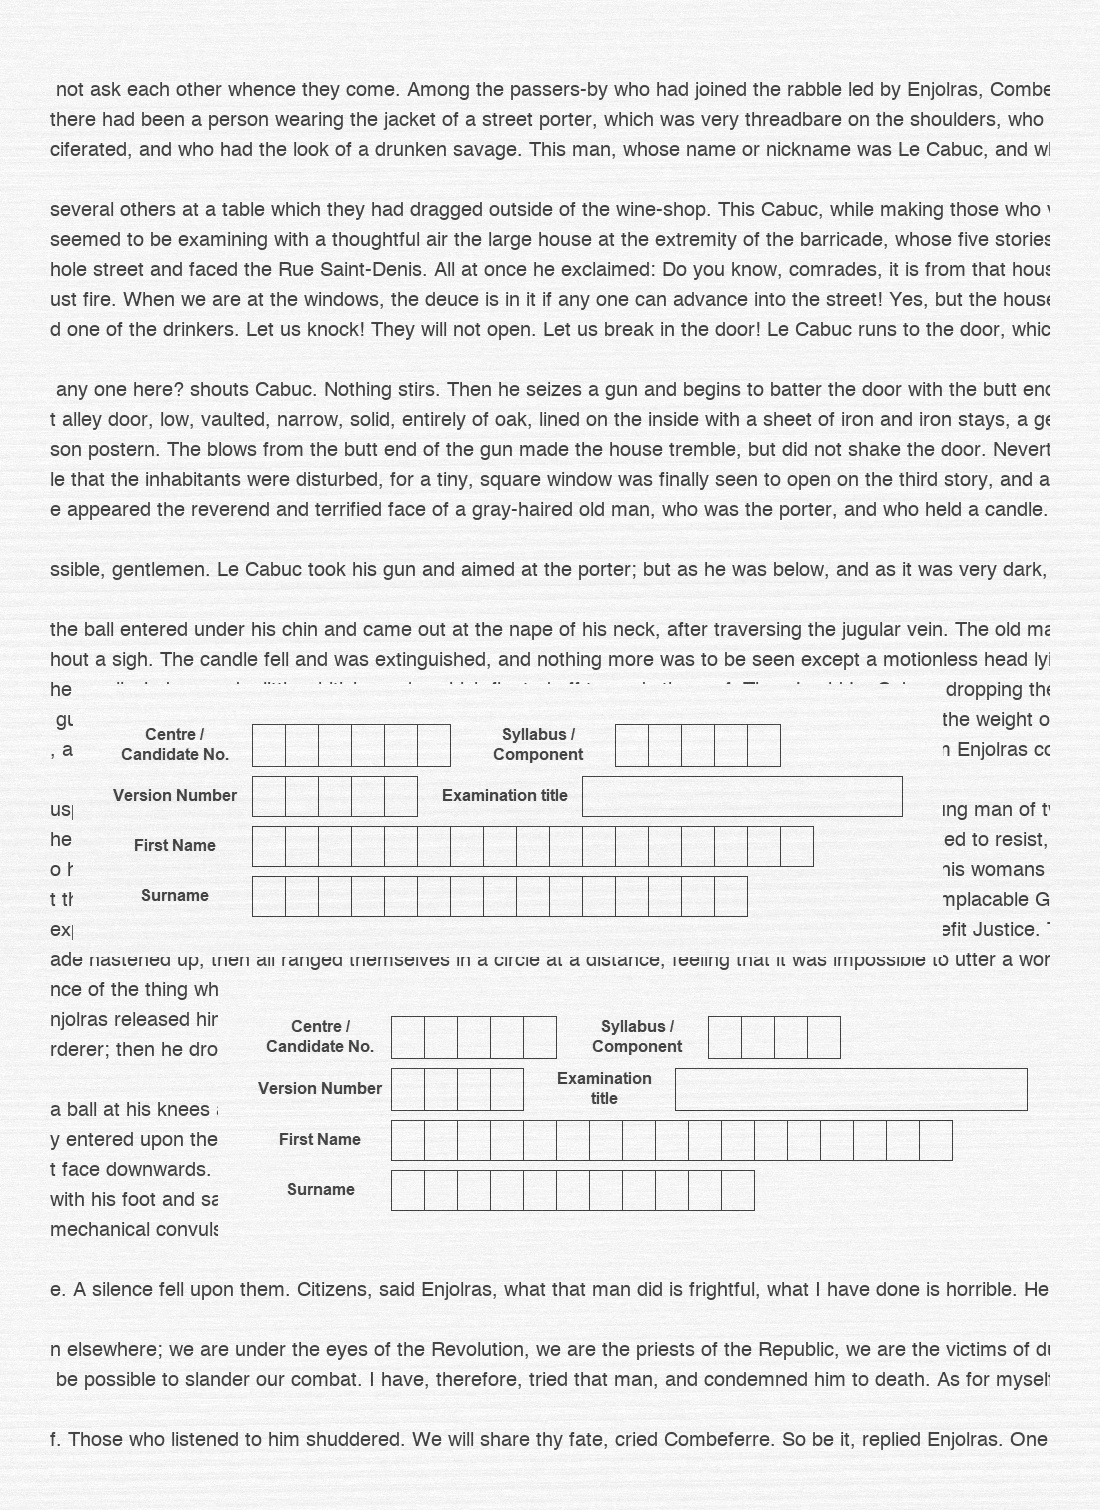 not ask each other whence they come. Among the passers-by who had joined the rabble led by Enjolras,
there had been a person wearing the jacket of a street porter, which was very threadbare on the shoulders, who
ciferated, and who had the look of a drunken savage. This man, whose name or nickname was Le Cabuc, and
several others at a table which they had dragged outside of the wine-shop. This Cabuc, while making those who
seemed to be examining with a thoughtful air the large house at the extremity of the barricade, whose five stories
hole street and faced the Rue Saint-Denis. All at once he exclaimed: Do you know, comrades, it is from that
ust fire. When we are at the windows, the deuce is in it if any one can advance into the street! Yes, but the house
d one of the drinkers. Let us knock! They will not open. Let us break in the door! Le Cabuc runs to the door,
any one here? shouts Cabuc. Nothing stirs. Then he seizes a gun and begins to batter the door with the butt
t alley door, low, vaulted, narrow, solid, entirely of oak, lined on the inside with a sheet of iron and iron stays, a
son postern. The blows from the butt end of the gun made the house tremble, but did not shake the door. Nevert
le that the inhabitants were disturbed, for a tiny, square window was finally seen to open on the third story, and a
e appeared the reverend and terrified face of a gray-haired old man, who was the porter, and who held a candle.
ssible, gentlemen. Le Cabuc took his gun and aimed at the porter; but as he was below, and as it was very dark,
the ball entered under his chin and came out at the nape of his neck, after traversing the jugular vein. The old ma
hout a sigh. The candle fell and was extinguished, and nothing more was to be seen except a motionless head lyi
he dropping the
the weight o
, a Enjolras co
Centre / Candidate No. Syllabus / Component
Version Number Examination title
First Name
Surname
ung man of
he ed to resist,
o his womans
t mplacable G
efit Justice.
ade hastened up, then all ranged themselves in a circle at a distance, feeling that it was impossible to utter a wor
nce of the thing wh
njolras released
rderer; then he dro
Centre / Candidate No. Syllabus / Component
Version Number Examination title
First Name
Surname
a ball at his knees
y entered upon the
t face downwards.
with his foot and sa
mechanical convuls
e. A silence fell upon them. Citizens, said Enjolras, what that man did is frightful, what I have done is horrible. He
n elsewhere; we are under the eyes of the Revolution, we are the priests of the Republic, we are the victims of
be possible to slander our combat. I have, therefore, tried that man, and condemned him to death. As for myself
f. Those who listened to him shuddered. We will share thy fate, cried Combeferre. So be it, replied Enjolras. One